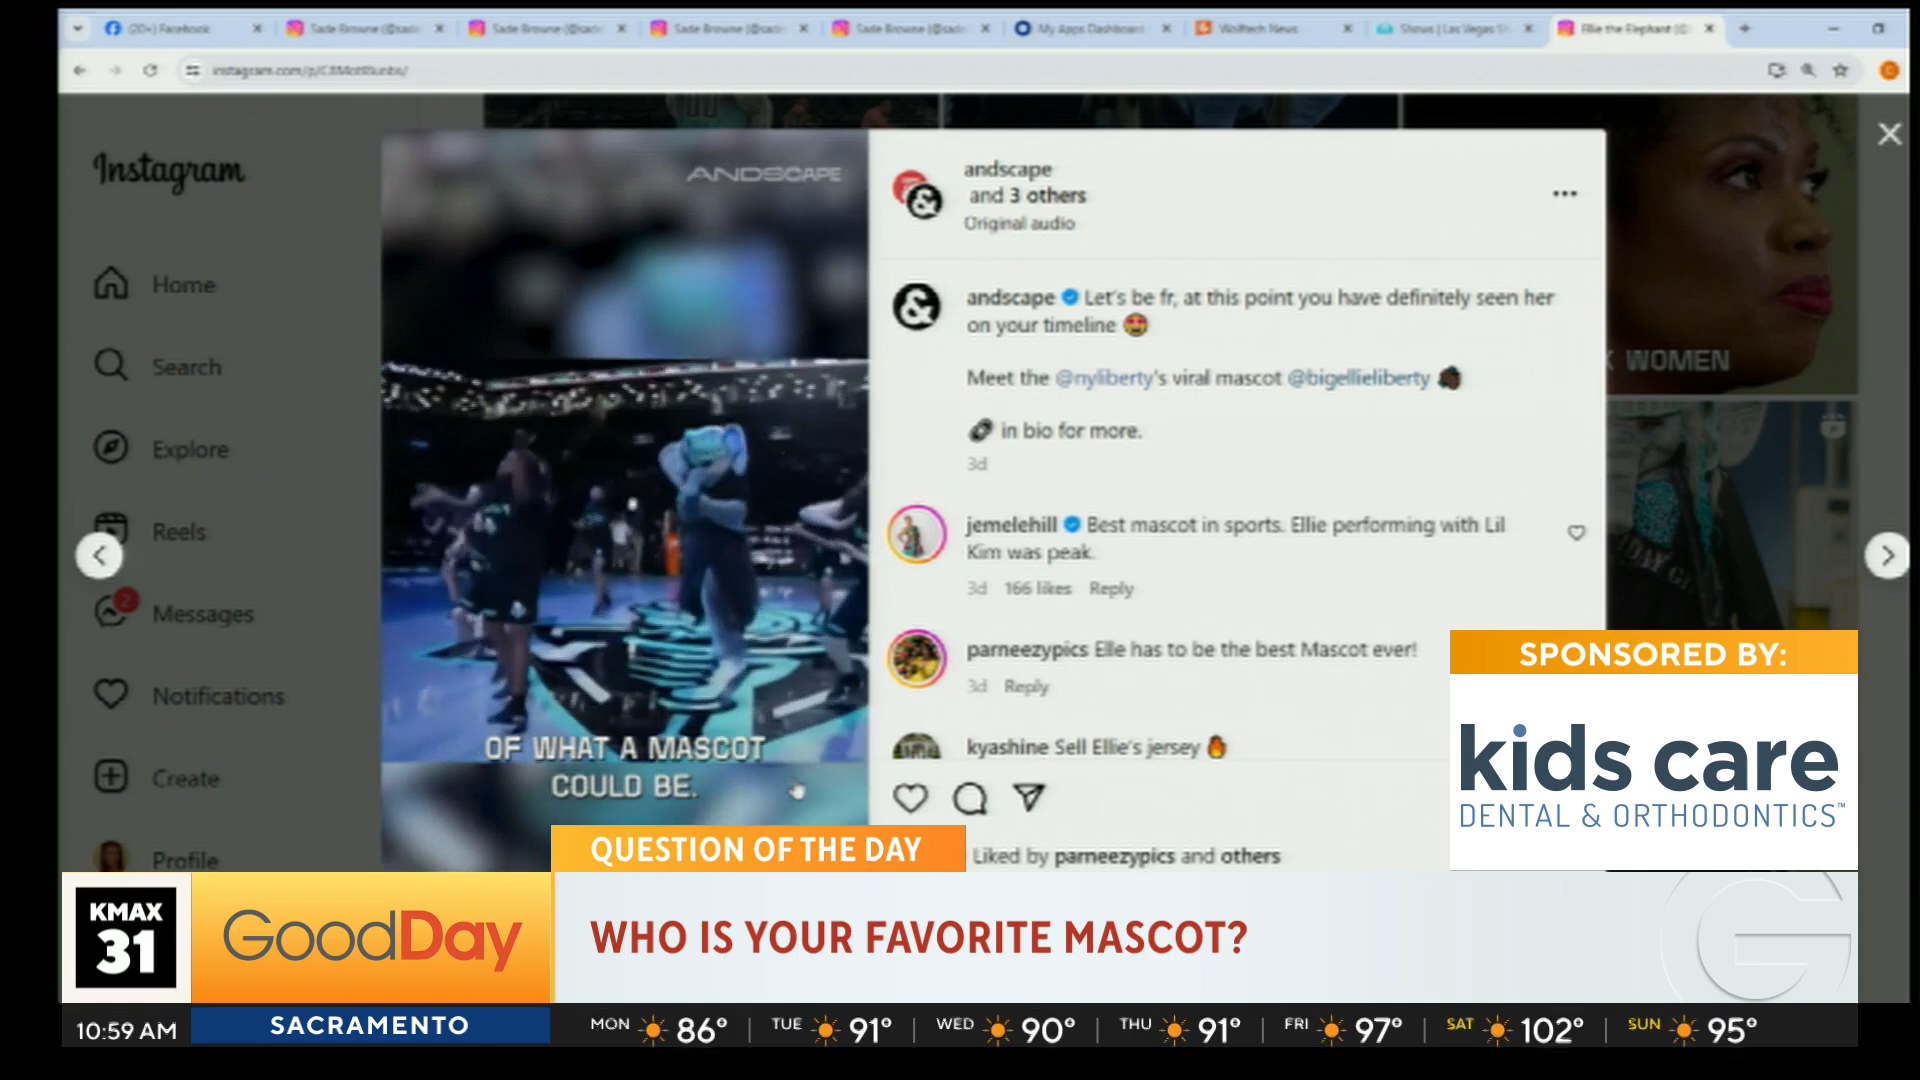 (20+) Facebook
Sade Browne (@sade
Sade Browne (@sade
Sade Browne (@sade
Sade Browne (@sade
My Apps Dashboard
Wolftech News
Shows | Las Vegas S
Ellie the Elephant (@
Instagram
Home
Search
Explore
Reels
2
Messages
Notifications
Create
Profile
ANDSCAPE
OF WHAT A MASCOT
COULD BE.
andscape
and 3 others
Original audio
andscape Let's be fr, at this point you have definitely seen her
on your timeline 😍
Meet the @nyliberty's viral mascot @bigellieliberty
🔗 in bio for more.
3d
jemelehill Best mascot in sports. Ellie performing with Lil
Kim was peak.
3d 166 likes Reply
parneezypics Elle has to be the best Mascot ever!
3d Reply
kyashine Sell Ellie's jersey 🔥
Liked by parneezypics and others
WOMEN
SPONSORED BY:
kids care
DENTAL & ORTHODONTICS™
QUESTION OF THE DAY
KMAX
31
GoodDay
WHO IS YOUR FAVORITE MASCOT?
G
10:59 AM
SACRAMENTO
MON 86° | TUE 91° | WED 90° | THU 91° | FRI 97° | SAT 102° | SUN 95°